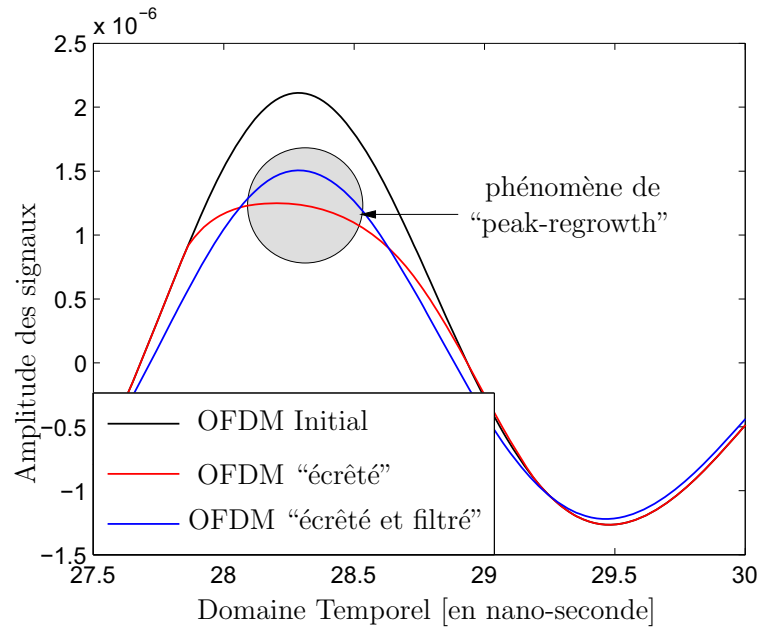 x 10⁻⁶
2.5
2
1.5
1
0.5
0
-0.5
-1
-1.5
Amplitude des signaux
phénomène de
“peak-regrowth”
OFDM Initial
OFDM “écrêté”
OFDM “écrêté et filtré”
27.5 28 28.5 29 29.5 30
Domaine Temporel [en nano-seconde]